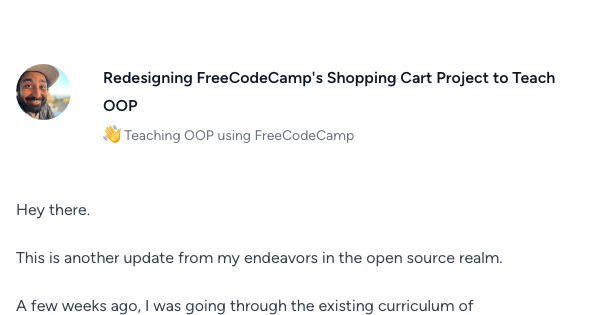 Redesigning FreeCodeCamp's Shopping Cart Project to Teach
OOP
👋 Teaching OOP using FreeCodeCamp
Hey there.
This is another update from my endeavors in the open source realm.
A few weeks ago, I was going through the existing curriculum of